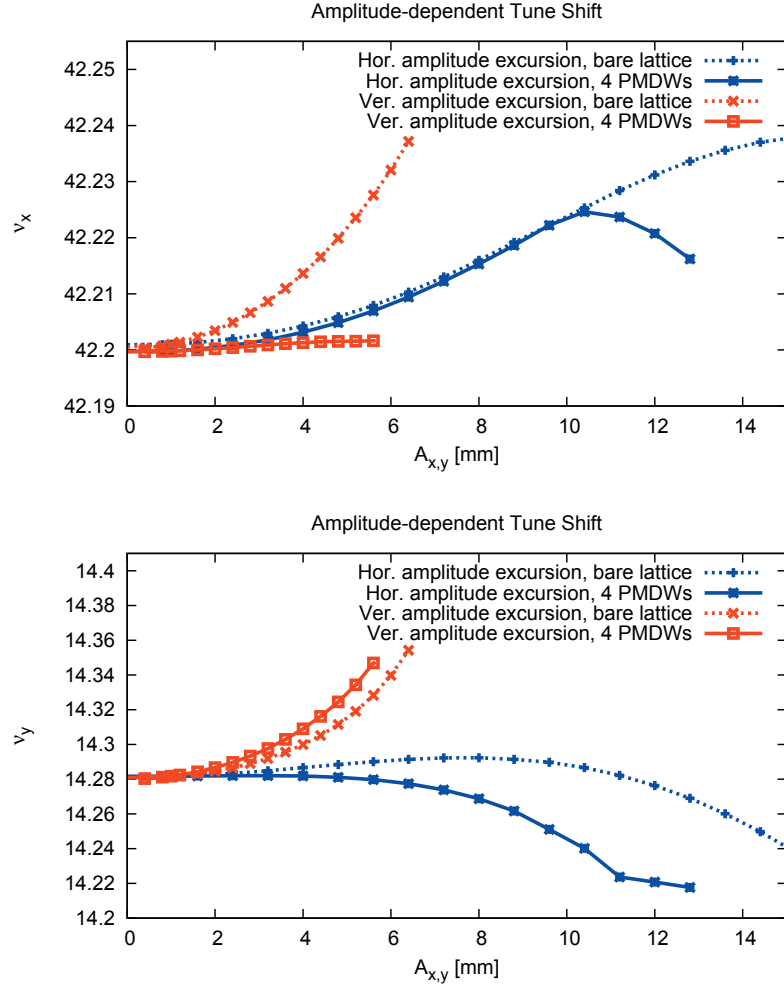 Amplitude-dependent Tune Shift
Hor. amplitude excursion, bare lattice
Hor. amplitude excursion, 4 PMDWs
Ver. amplitude excursion, bare lattice
Ver. amplitude excursion, 4 PMDWs
42.25
42.24
42.23
42.22
42.21
42.2
42.19
ν_x
0 2 4 6 8 10 12 14
A_{x,y} [mm]
Amplitude-dependent Tune Shift
Hor. amplitude excursion, bare lattice
Hor. amplitude excursion, 4 PMDWs
Ver. amplitude excursion, bare lattice
Ver. amplitude excursion, 4 PMDWs
14.4
14.38
14.36
14.34
14.32
14.3
14.28
14.26
14.24
14.22
14.2
ν_y
0 2 4 6 8 10 12 14
A_{x,y} [mm]